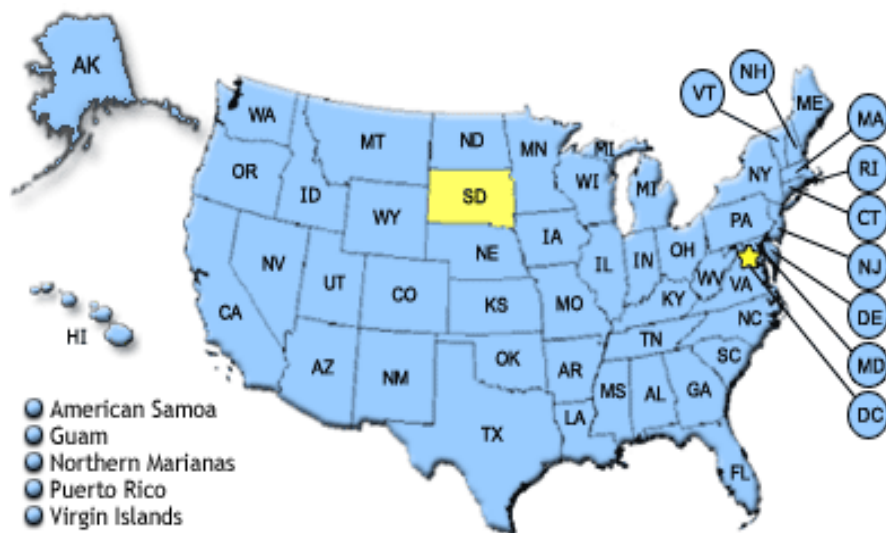 AK
WA
MT
ND
MN
MI
ME
VT
NH
MA
RI
CT
NJ
DE
MD
DC
OR
ID
WY
SD
WI
MI
NY
PA
NV
UT
CO
NE
IA
IL
IN
OH
WV
VA
CA
KS
MO
KY
NC
TN
SC
AZ
NM
OK
AR
MS
AL
GA
TX
LA
FL
HI
American Samoa
Guam
Northern Marianas
Puerto Rico
Virgin Islands